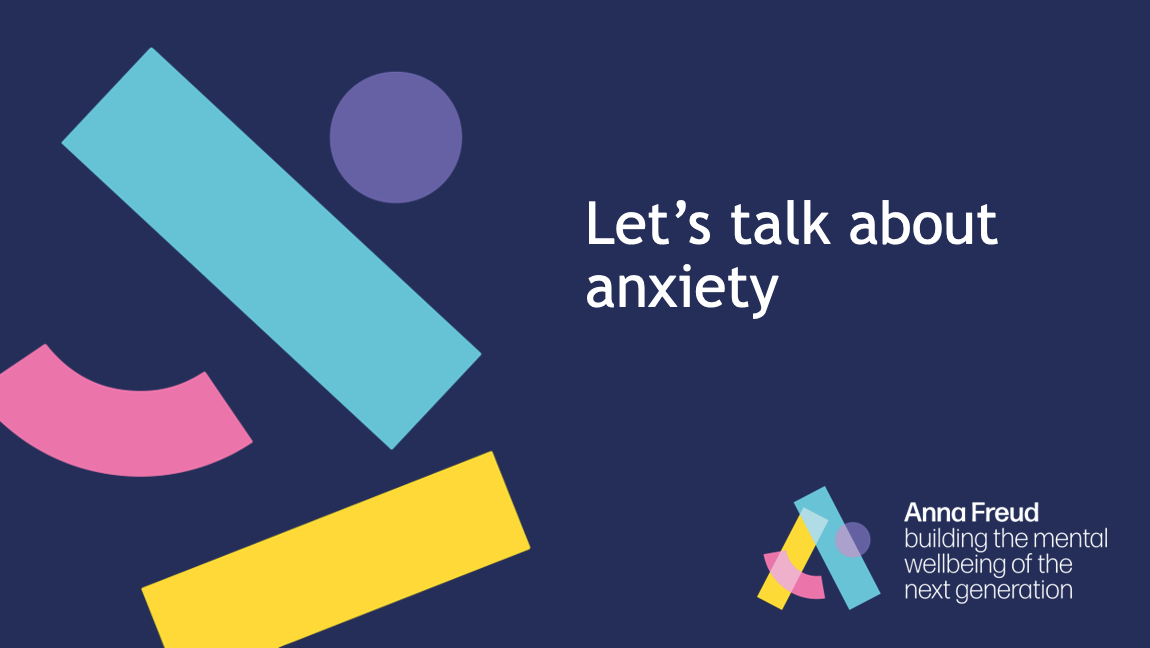 Let’s talk about
anxiety
Anna Freud
building the mental
wellbeing of the
next generation